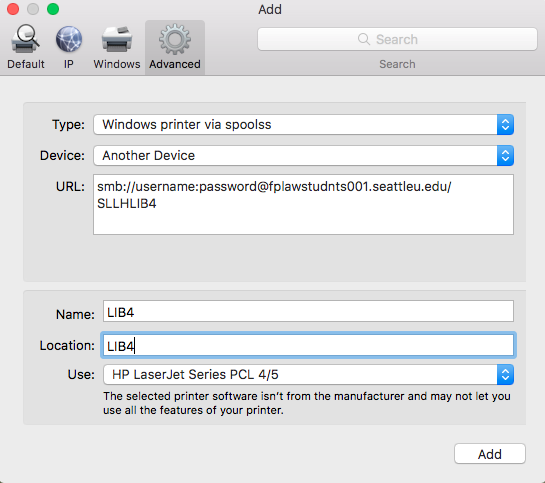 Add
Default IP Windows Advanced
Search
Search
Type: Windows printer via spoolss
Device: Another Device
URL: smb://username:password@fplawstudnts001.seattleu.edu/
SLLHLIB4
Name: LIB4
Location: LIB4
Use: HP LaserJet Series PCL 4/5
The selected printer software isn't from the manufacturer and may not let you
use all the features of your printer.
Add